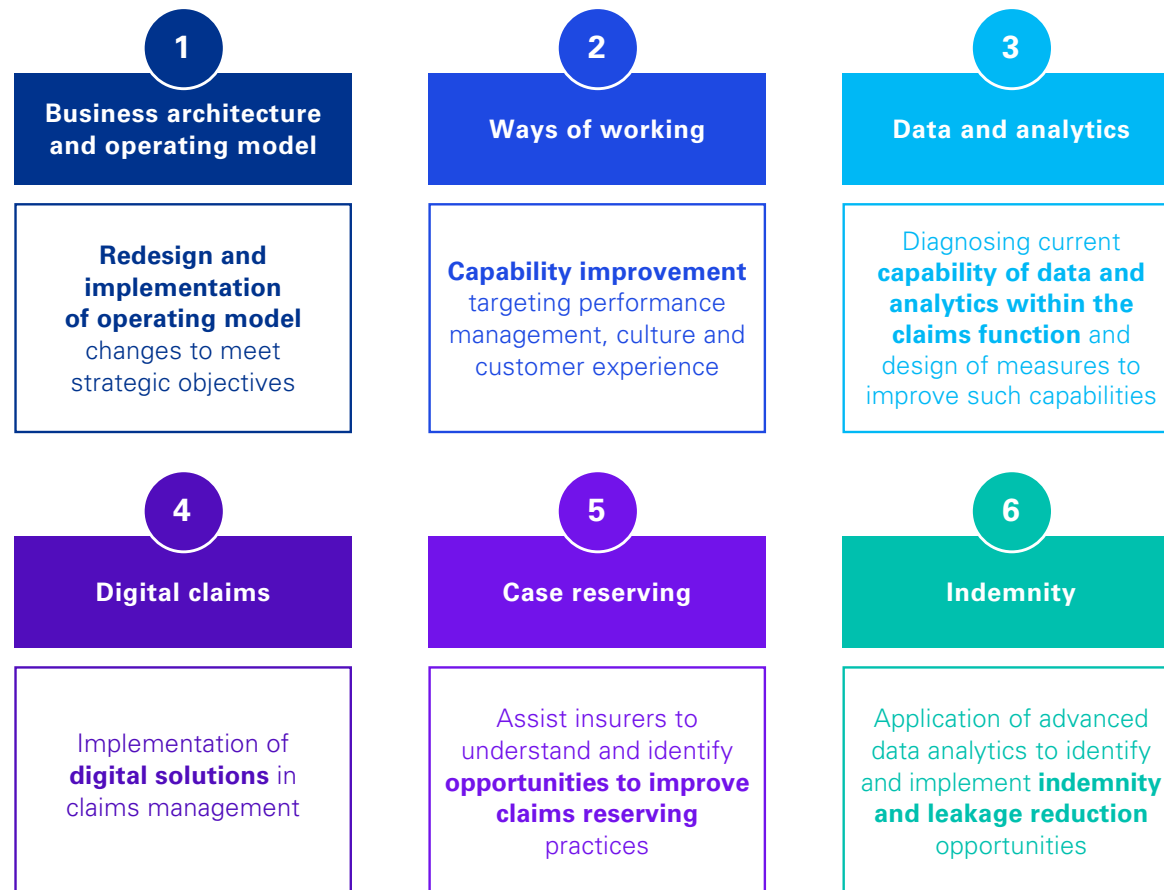 1
Business architecture
and operating model
Redesign and
implementation
of operating model
changes to meet
strategic objectives
2
Ways of working
Capability improvement
targeting performance
management, culture and
customer experience
3
Data and analytics
Diagnosing current
capability of data and
analytics within the
claims function and
design of measures to
improve such capabilities
4
Digital claims
Implementation of
digital solutions in
claims management
5
Case reserving
Assist insurers to
understand and identify
opportunities to improve
claims reserving
practices
6
Indemnity
Application of advanced
data analytics to identify
and implement indemnity
and leakage reduction
opportunities